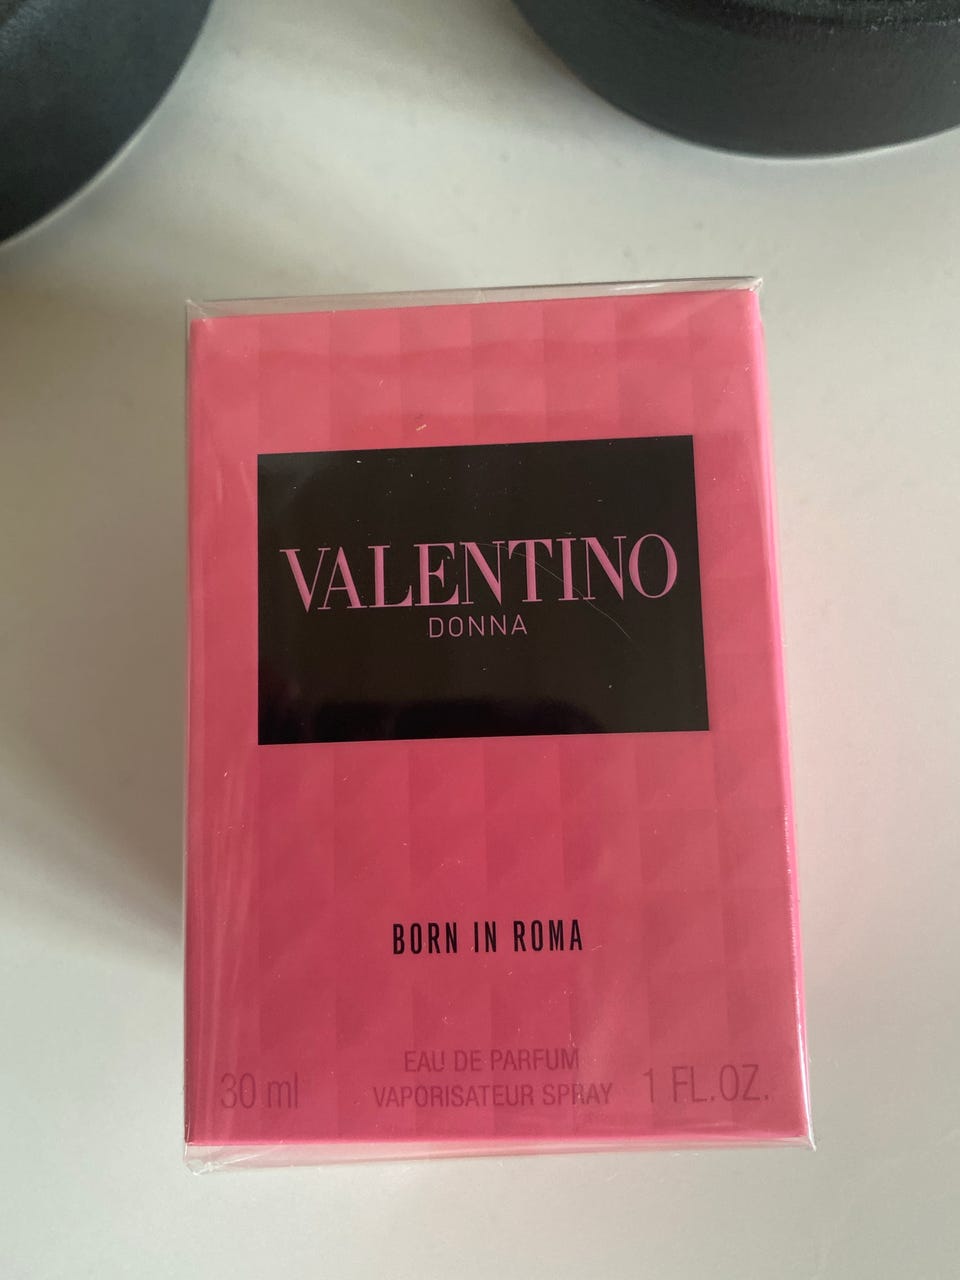 VALENTINO
DONNA
BORN IN ROMA
EAU DE PARFUM
30 ml VAPORISATEUR SPRAY 1 FL.OZ.